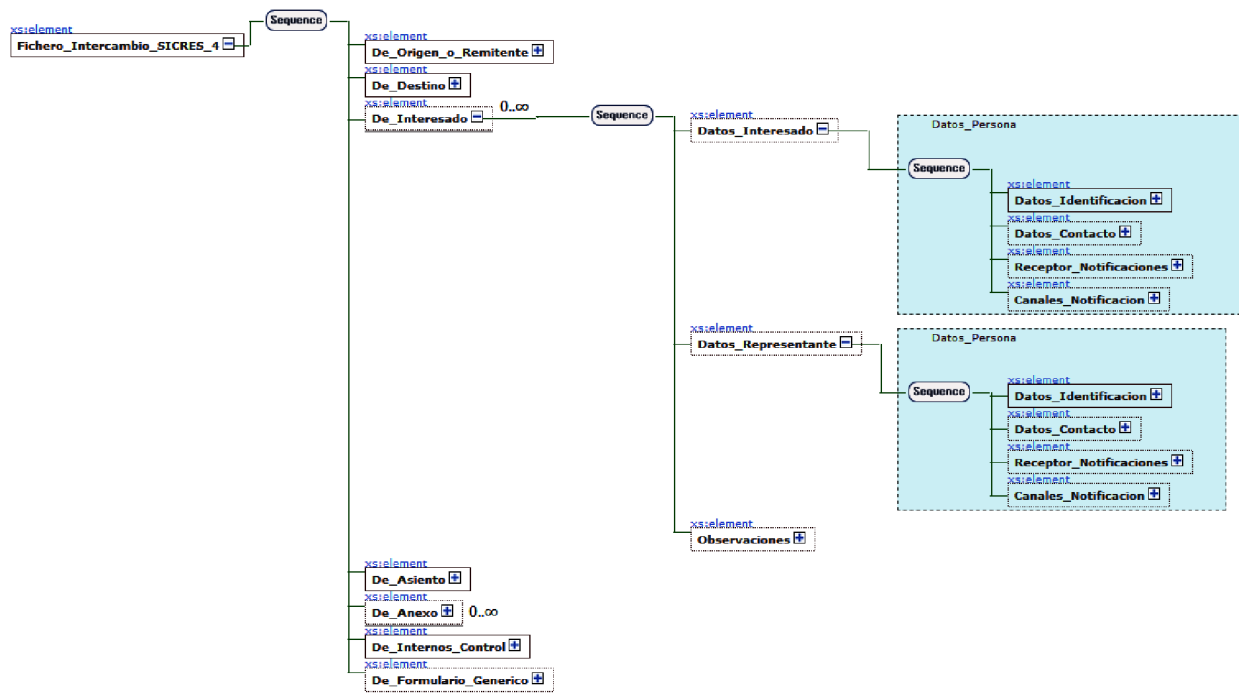 xs:element
Fichero_Intercambio_SICRES_4
Sequence
xs:element
De_Origen_o_Remitente
xs:element
De_Destino
xs:element
De_Interesado
0..∞
Sequence
xs:element
Datos_Interesado
Datos_Persona
Sequence
xs:element
Datos_Identificacion
xs:element
Datos_Contacto
xs:element
Receptor_Notificaciones
xs:element
Canales_Notificacion
xs:element
Datos_Representante
Datos_Persona
Sequence
xs:element
Datos_Identificacion
xs:element
Datos_Contacto
xs:element
Receptor_Notificaciones
xs:element
Canales_Notificacion
xs:element
Observaciones
xs:element
De_Asiento
xs:element
De_Anexo
0..∞
xs:element
De_Internos_Control
xs:element
De_Formulario_Generico